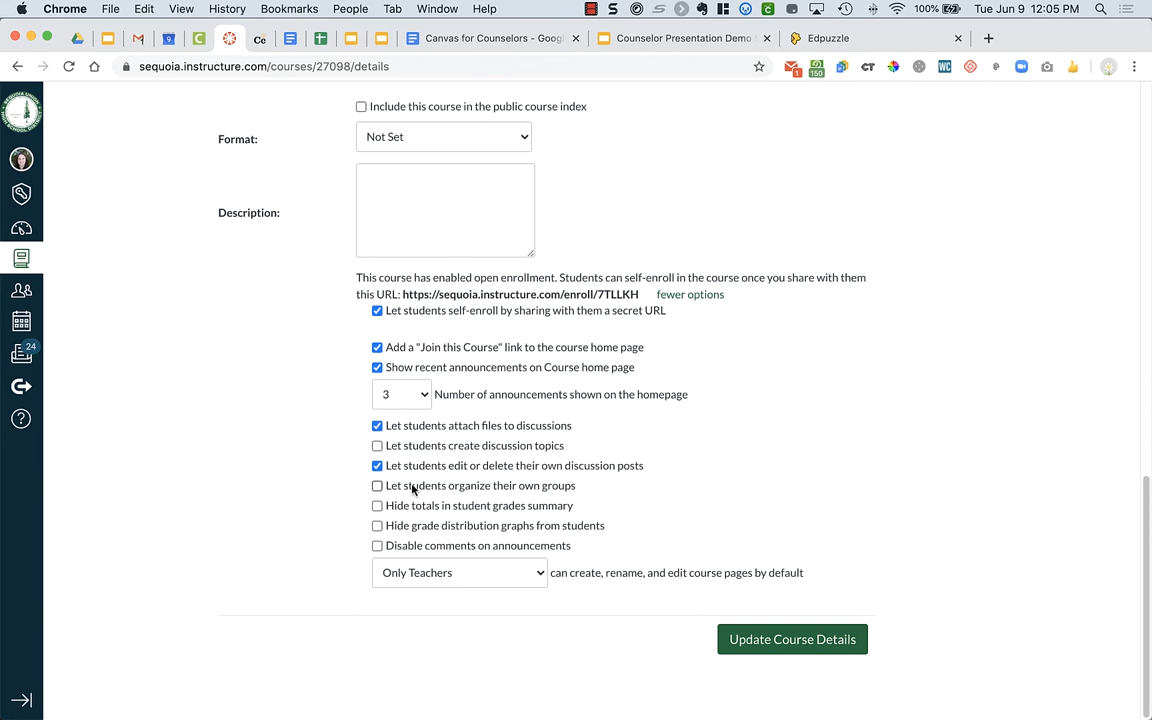 Chrome File Edit View History Bookmarks People Tab Window Help 100% Tue Jun 9 12:05 PM
Canvas for Counselors - Goog Counselor Presentation Demo Edpuzzle
sequoia.instructure.com/courses/27098/details
Include this course in the public course index
Format: Not Set
Description:
This course has enabled open enrollment. Students can self-enroll in the course once you share with them
this URL: https://sequoia.instructure.com/enroll/7TLLKH fewer options
Let students self-enroll by sharing with them a secret URL
Add a "Join this Course" link to the course home page
Show recent announcements on Course home page
3 Number of announcements shown on the homepage
Let students attach files to discussions
Let students create discussion topics
Let students edit or delete their own discussion posts
Let students organize their own groups
Hide totals in student grades summary
Hide grade distribution graphs from students
Disable comments on announcements
Only Teachers can create, rename, and edit course pages by default
Update Course Details
24
150
1